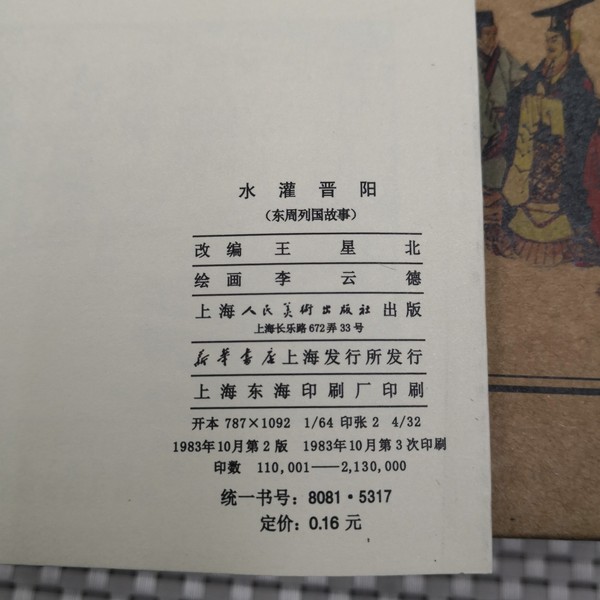 水灌晋阳
（东周列国故事）
改编 王星北
绘画 李云德
上海人民美术出版社 出版
上海长乐路672弄33号
新华书店上海发行所发行
上海东海印刷厂印刷
开本 787×1092 1/64 印张 2 4/32
1983年10月第2版 1983年10月第3次印刷
印数 110,001——2,130,000
统一书号：8081·5317
定价：0.16 元